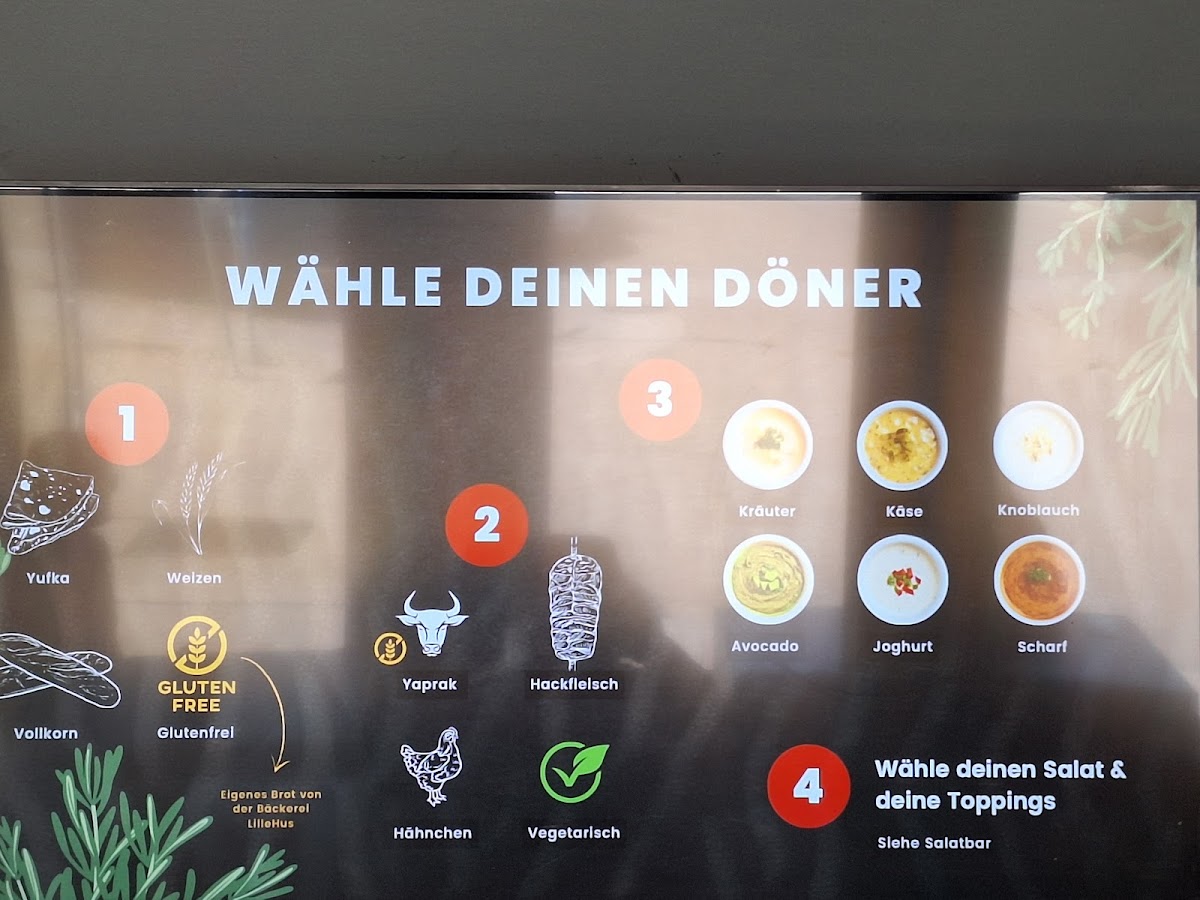 WÄHLE DEINEN DÖNER
1
Yufka
Weizen
Vollkorn
GLUTEN
FREE
Glutenfrei
Eigenes Brot von
der Bäckerei
LilleHus
2
Yaprak
Hackfleisch
Hähnchen
Vegetarisch
3
Kräuter
Käse
Knoblauch
Avocado
Joghurt
Scharf
4
Wähle deinen Salat &
deine Toppings
Siehe Salatbar